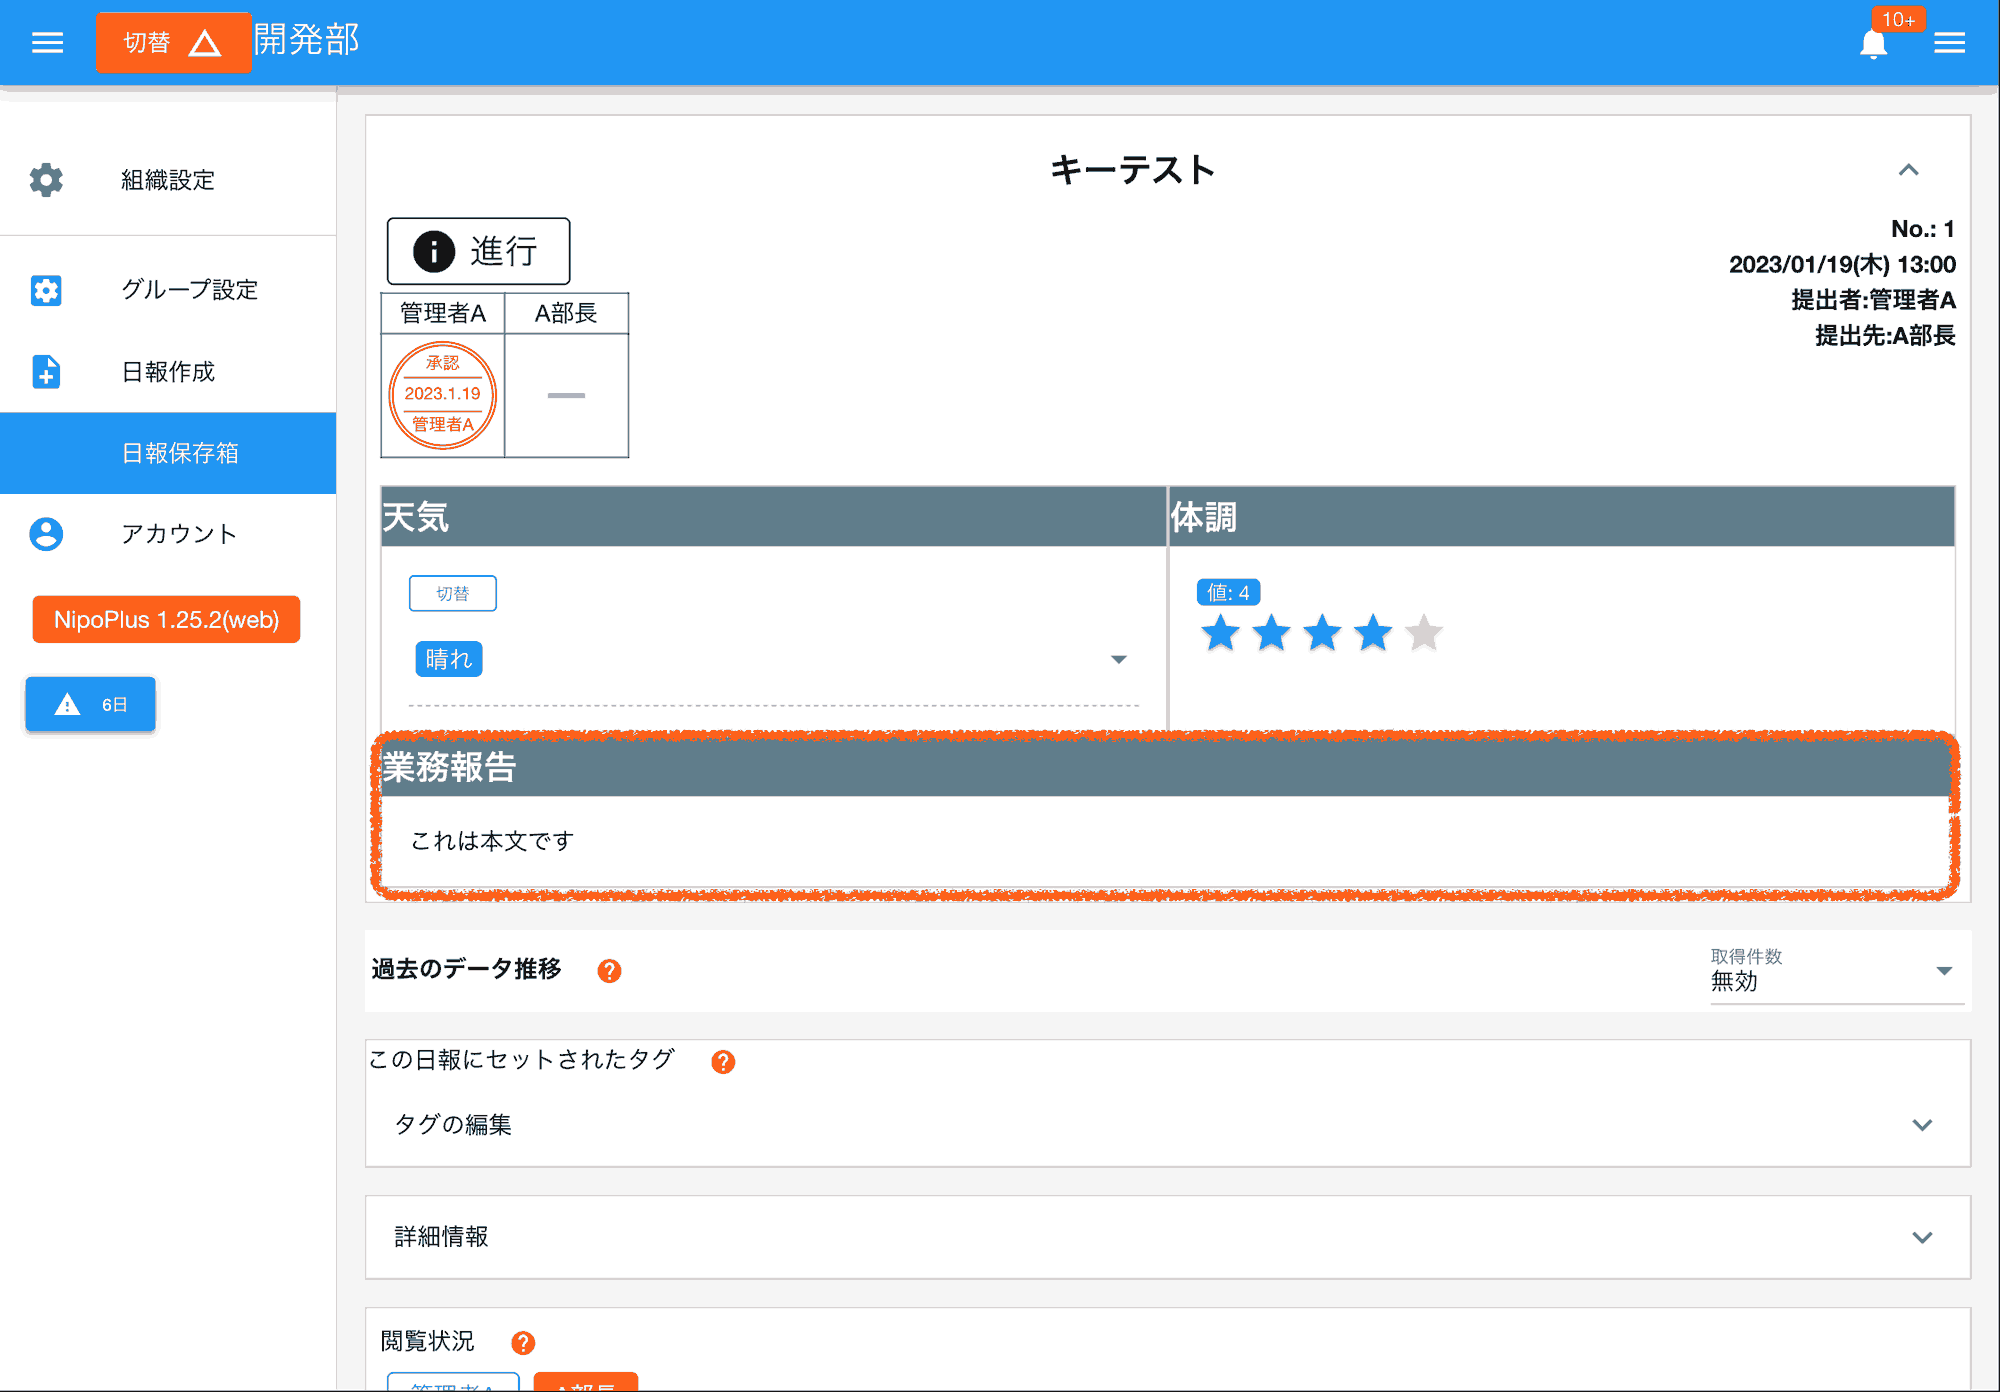 切替
開発部
10+
組織設定
グループ設定
日報作成
日報保存箱
アカウント
NipoPlus 1.25.2(web)
6日
キーテスト
進行
No.: 1
2023/01/19(木) 13:00
提出者:管理者A
提出先:A部長
管理者A
A部長
承認
2023.1.19
管理者A
天気
体調
切替
値: 4
晴れ
業務報告
これは本文です
過去のデータ推移
取得件数
無効
この日報にセットされたタグ
タグの編集
詳細情報
閲覧状況
管理者A
A部長